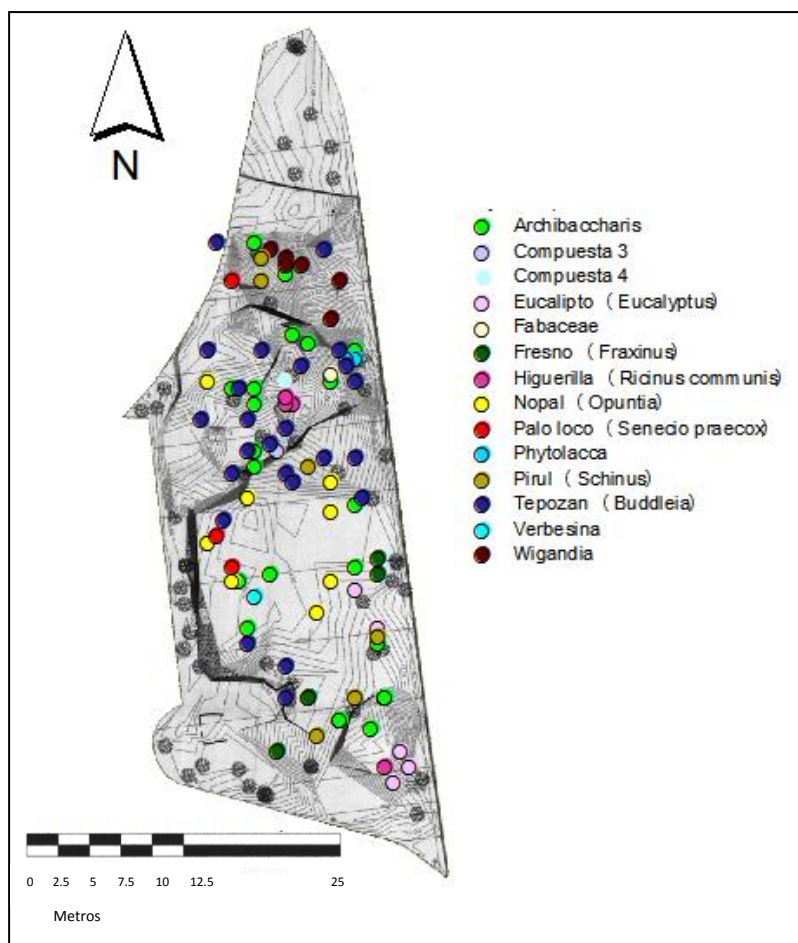 N
Archibaccharis
Compuesta 3
Compuesta 4
Eucalipto ( Eucalyptus)
Fabaceae
Fresno ( Fraxinus)
Higuerilla ( Ricinus communis)
Nopal ( Opuntia)
Palo loco ( Senecio praecox)
Phytolacca
Pirul ( Schinus)
Tepozan ( Buddleia)
Verbesina
Wigandia
0 2.5 5 7.5 10 12.5 25
Metros